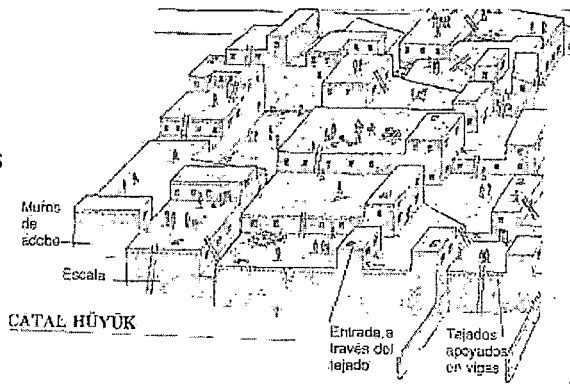 Muros
de
adobe
Escala
CATAL HÜYÜK
Entrada a
través del
tejado
Tejados
apoyados
en vigas